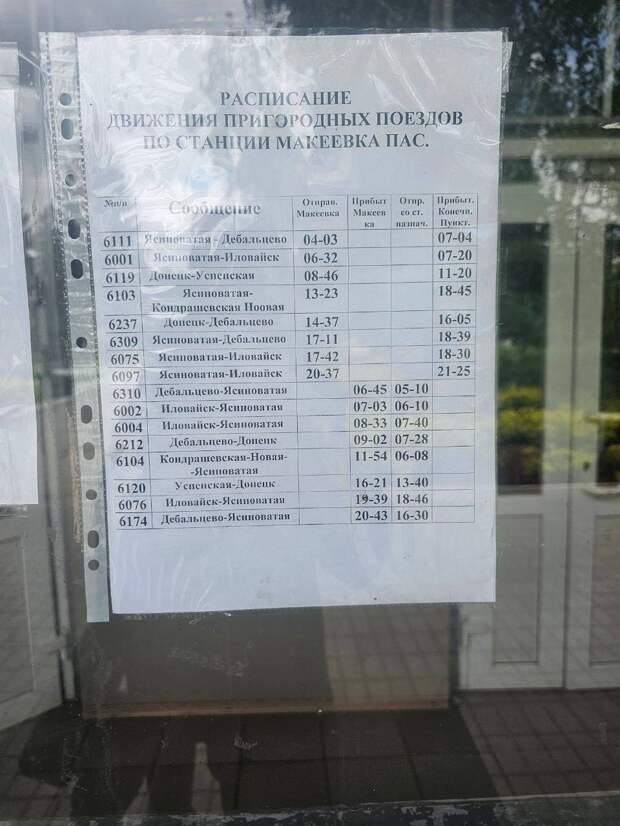 РАСПИСАНИЕ
ДВИЖЕНИЯ ПРИГОРОДНЫХ ПОЕЗДОВ
ПО СТАНЦИИ МАКЕЕВКА ПАС.
№п/п Сообщение Отправ. Макеевка Прибыт Макеев ка Отпр. со ст. назнач. Прибыт. Конечн. Пункт.
6111 Ясиноватая - Дебальцево 04-03 07-04
6001 Ясиноватая-Иловайск 06-32 07-20
6119 Донецк-Успенская 08-46 11-20
6103 Ясиноватая- 13-23 18-45
Кондрашевская Ноовая
6237 Донецк-Дебальцево 14-37 16-05
6309 Ясиноватая-Дебальцево 17-11 18-39
6075 Ясиноватая-Иловайск 17-42 18-30
6097 Ясиноватая-Иловайск 20-37 21-25
6310 Дебальцево-Ясиноватая 06-45 05-10
6002 Иловайск-Ясиноватая 07-03 06-10
6004 Иловайск-Ясиноватая 08-33 07-40
6212 Дебальцево-Донецк 09-02 07-28
6104 Кондрашевская-Новая- 11-54 06-08
-Ясиноватая
6120 Успенская-Донецк 16-21 13-40
6076 Иловайск-Ясиноватая 19-39 18-46
6174 Дебальцево-Ясиноватая 20-43 16-30